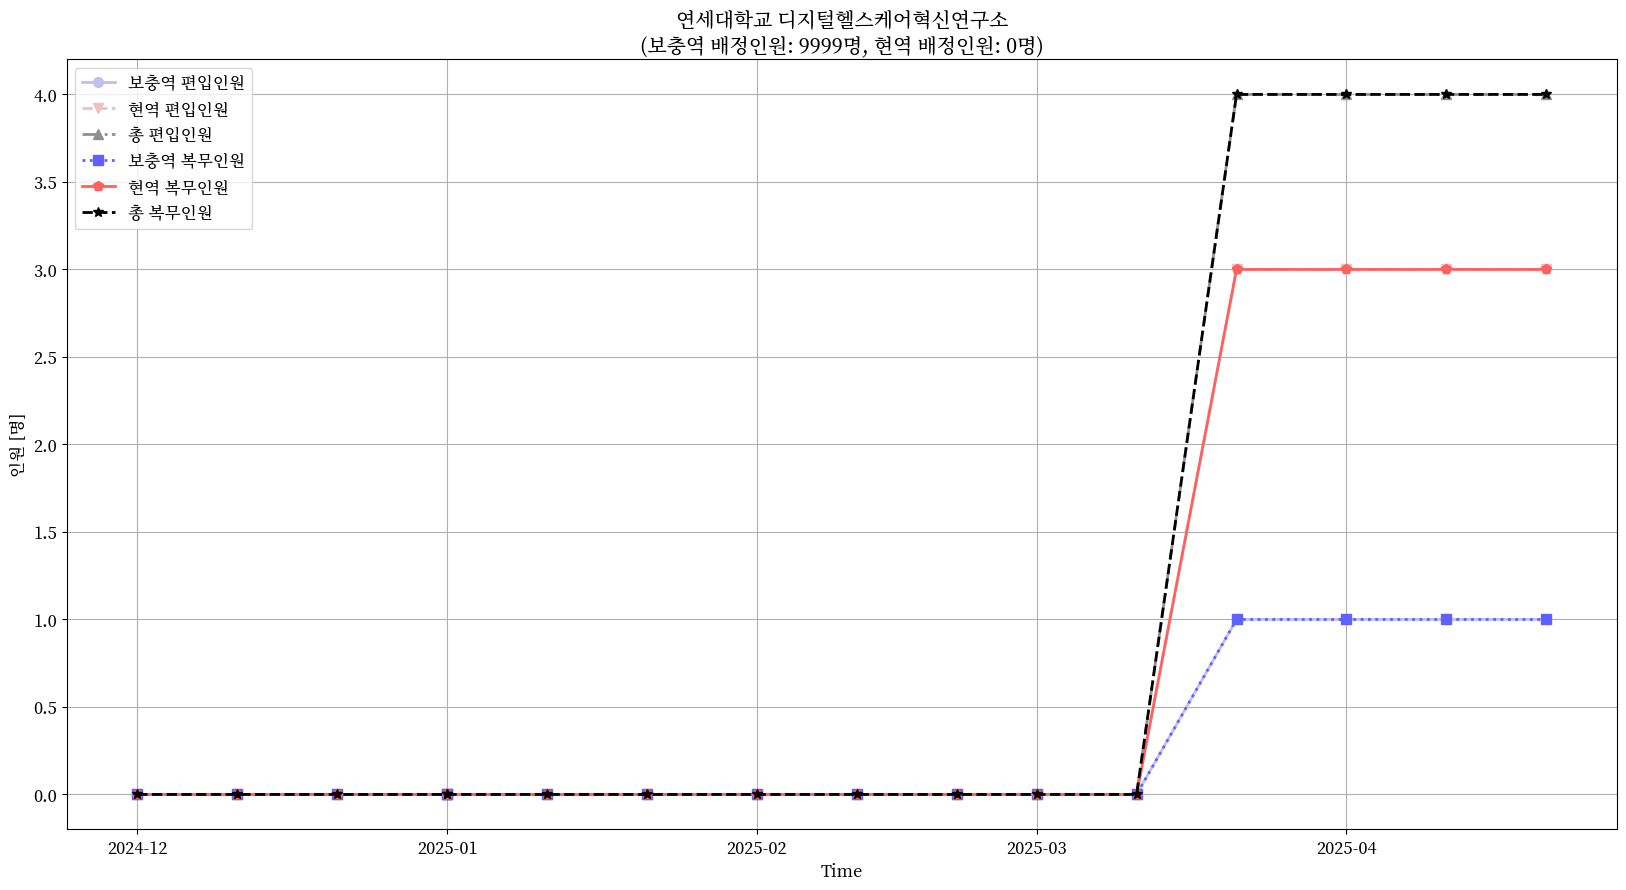 연세대학교 디지털헬스케어혁신연구소
(보충역 배정인원: 9999명, 현역 배정인원: 0명)
보충역 편입인원
현역 편입인원
총 편입인원
보충역 복무인원
현역 복무인원
총 복무인원
4.0
3.5
3.0
2.5
2.0
1.5
1.0
0.5
0.0
인원 [명]
2024-12
2025-01
2025-02
2025-03
2025-04
Time